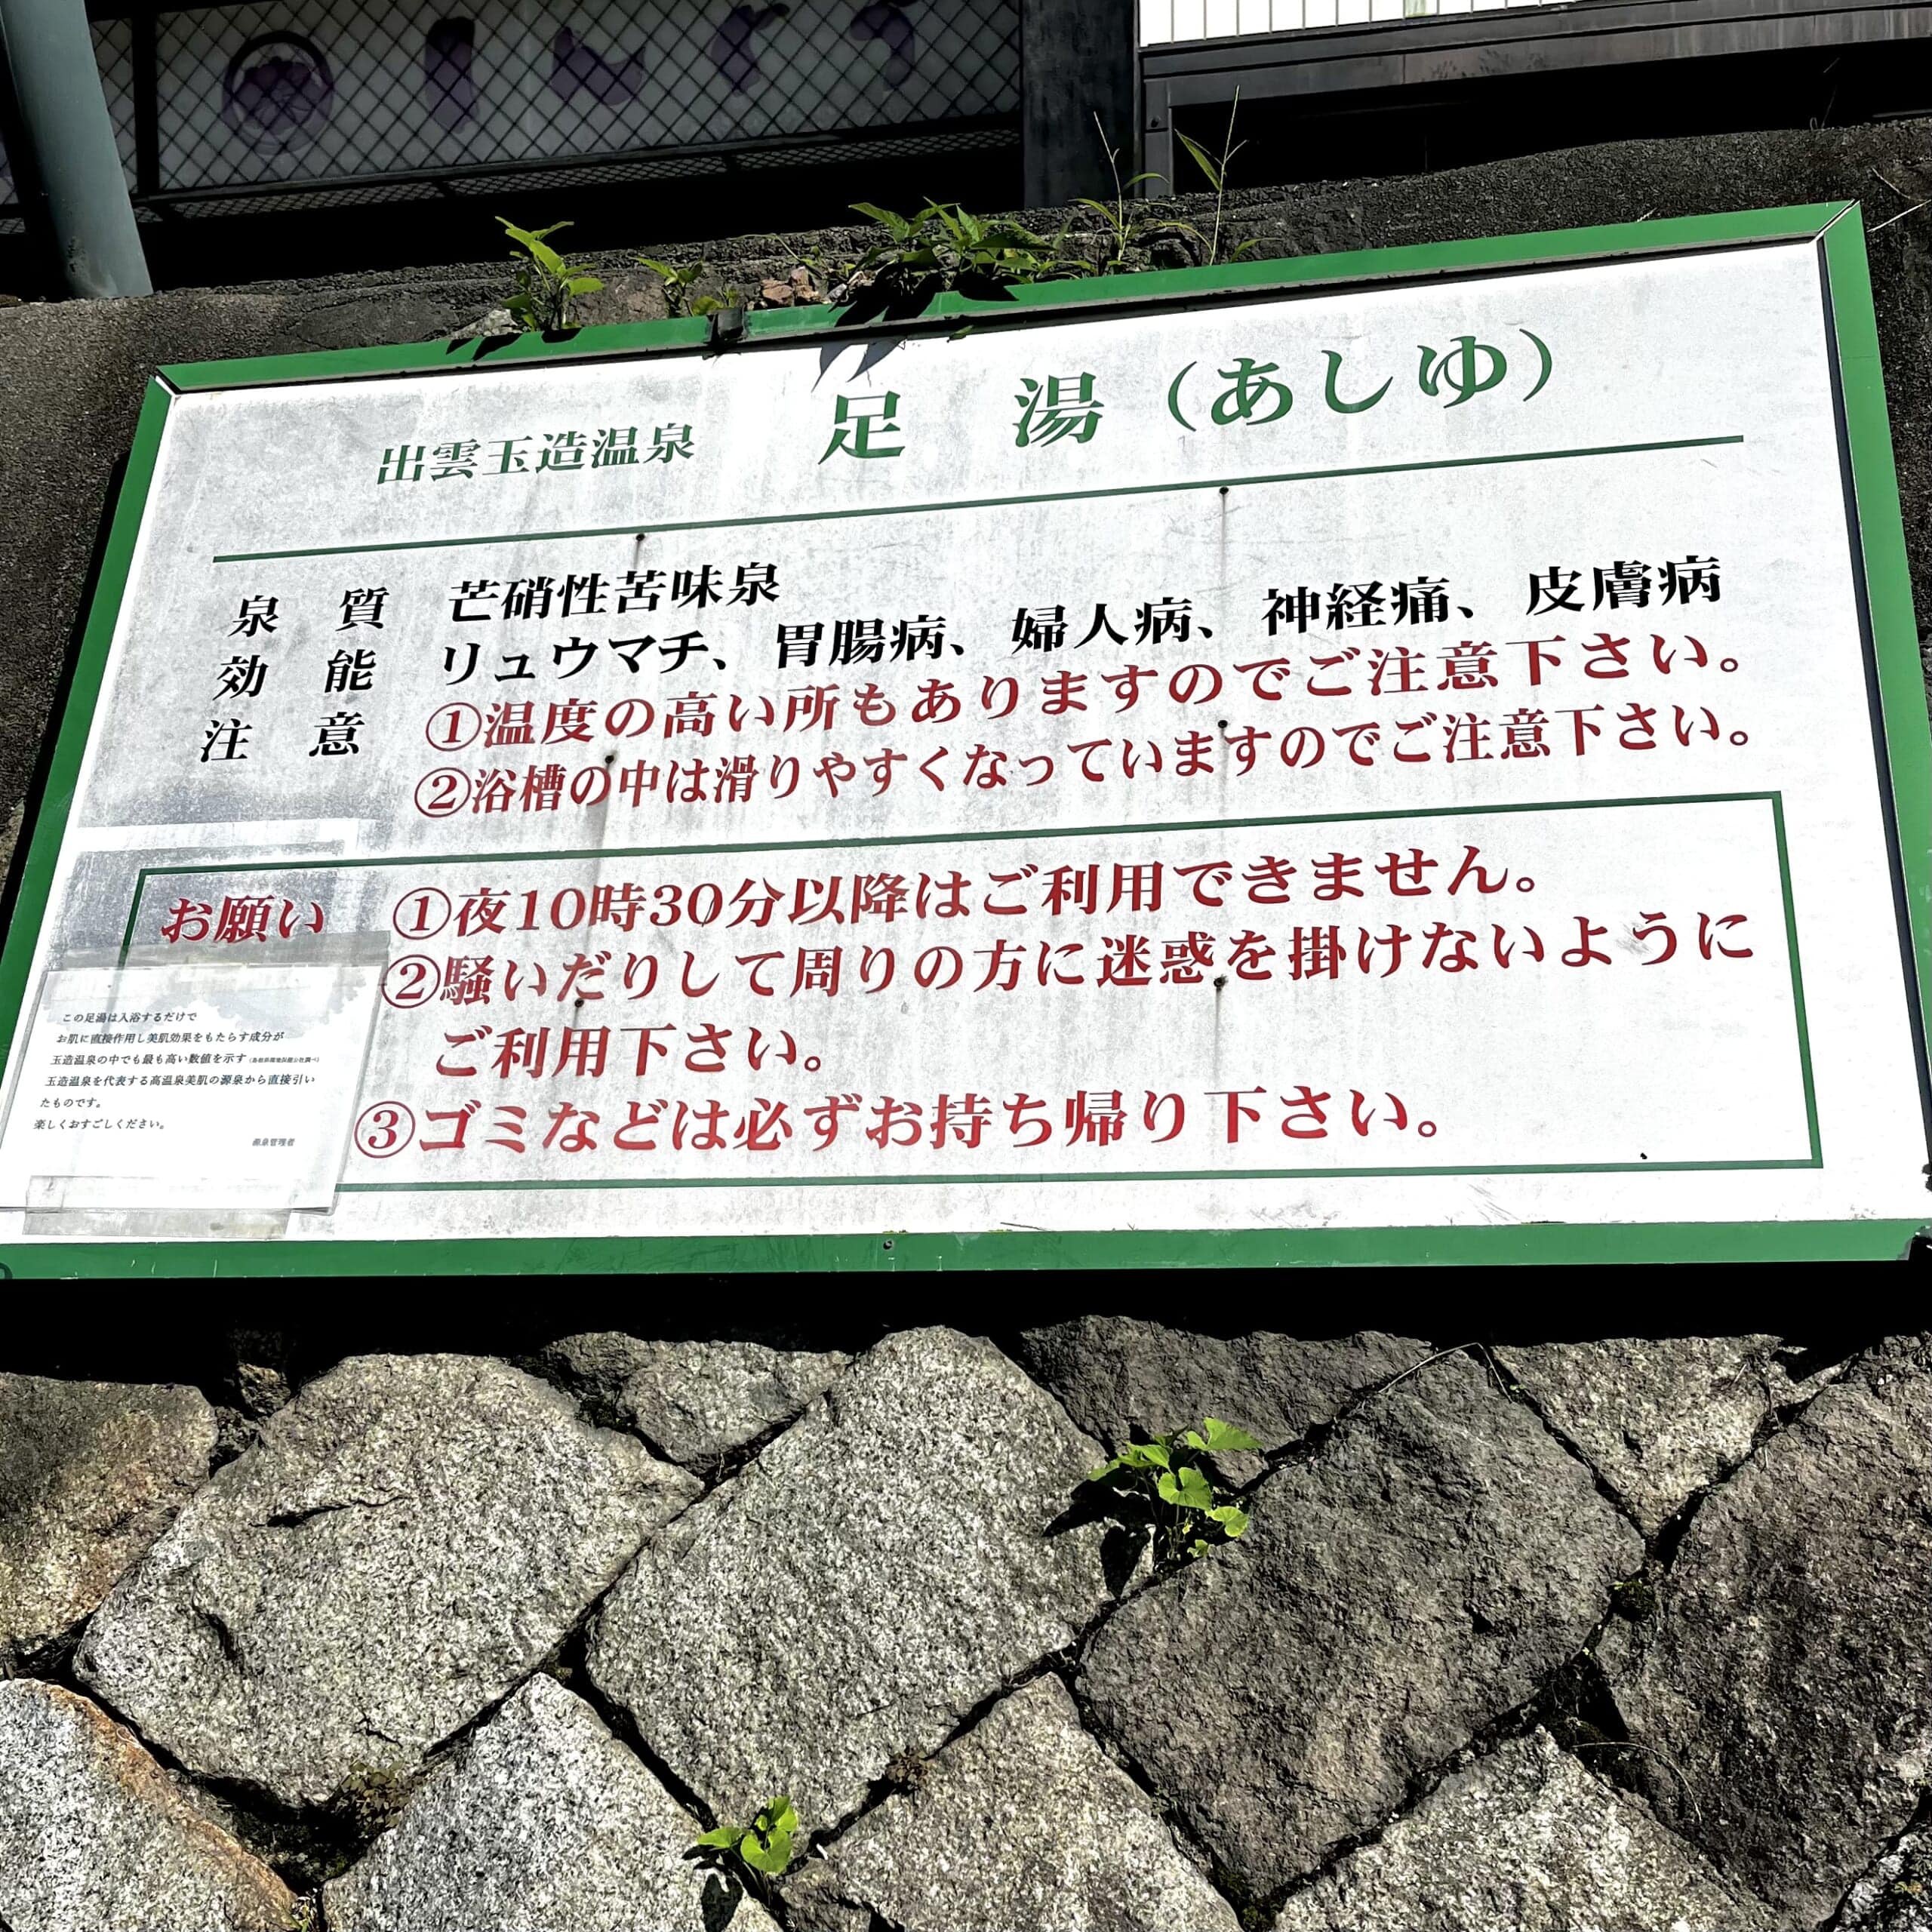 出雲玉造温泉 足 湯（あしゆ）
泉 質 芒硝性苦味泉
効 能 リュウマチ、胃腸病、婦人病、神経痛、皮膚病
注 意 ①温度の高い所もありますのでご注意下さい。
②浴槽の中は滑りやすくなっていますのでご注意下さい。
お願い ①夜10時30分以降はご利用できません。
②騒いだりして周りの方に迷惑を掛けないように
ご利用下さい。
③ゴミなどは必ずお持ち帰り下さい。
この足湯は入浴するだけで
お肌に直接作用し美肌効果をもたらす成分が
玉造温泉の中でも最も高い数値を示す
玉造温泉を代表する高温泉美肌の源泉から直接引い
たものです。
楽しくおすごしください。
源泉管理者